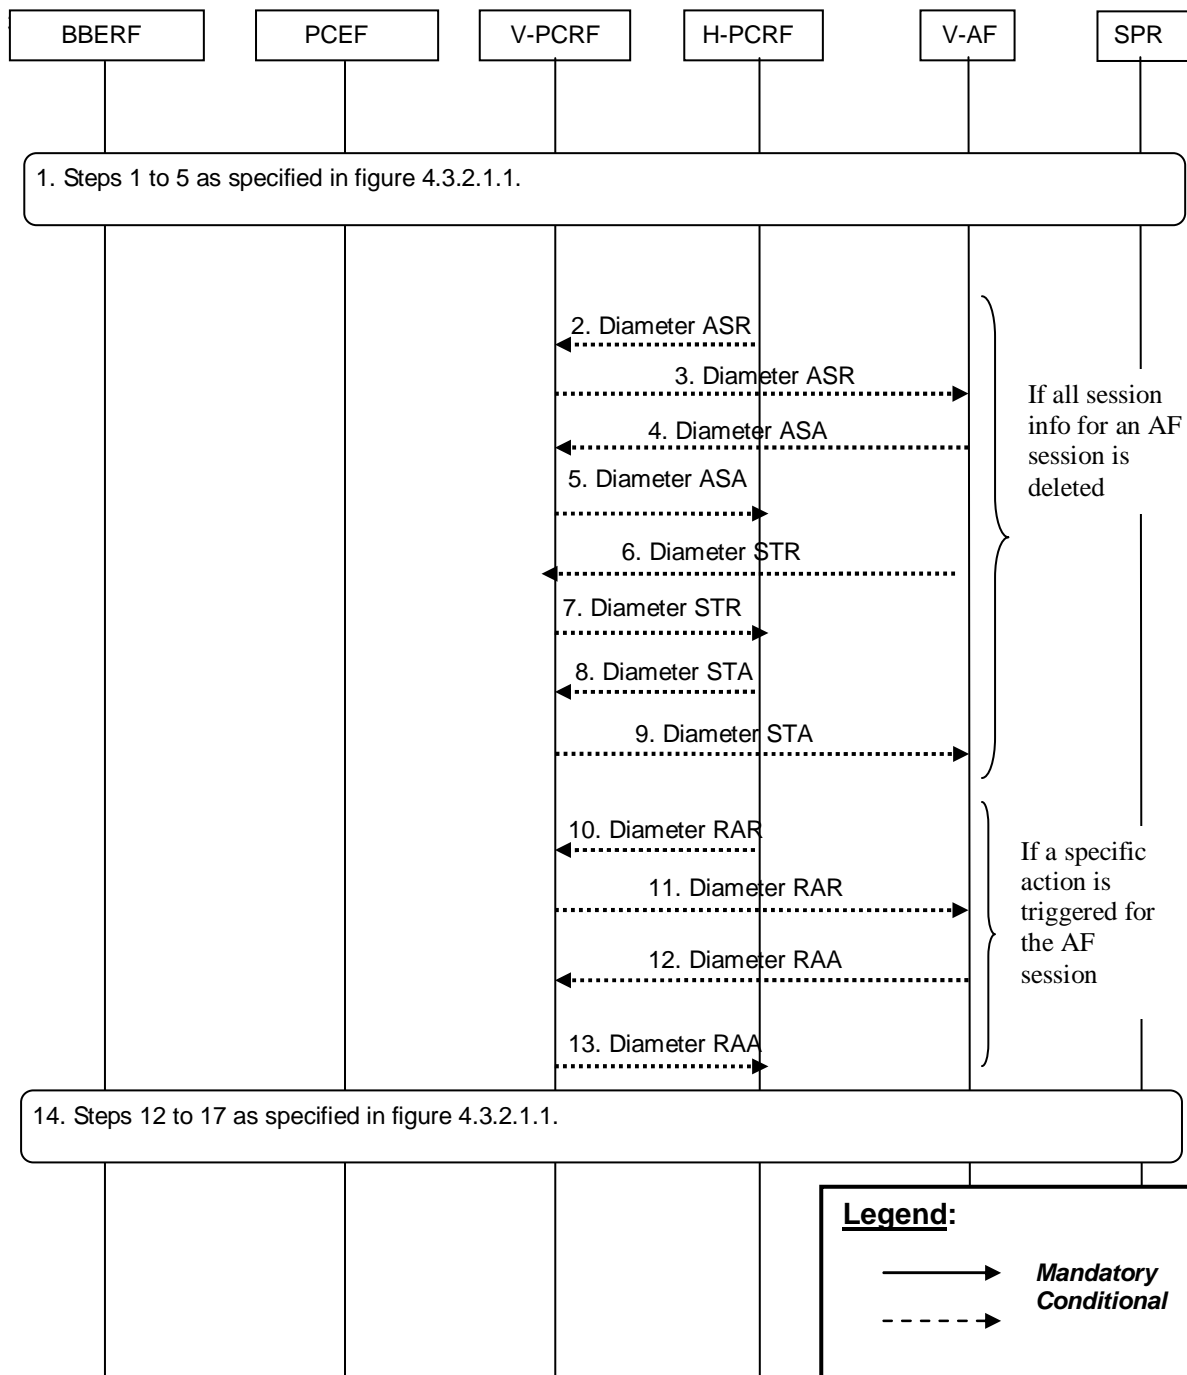 BBERF
PCEF
V-PCRF
H-PCRF
V-AF
SPR
1. Steps 1 to 5 as specified in figure 4.3.2.1.1.
2. Diameter ASR
3. Diameter ASR
4. Diameter ASA
5. Diameter ASA
6. Diameter STR
7. Diameter STR
8. Diameter STA
9. Diameter STA
If all session
info for an AF
session is
deleted
10. Diameter RAR
11. Diameter RAR
12. Diameter RAA
13. Diameter RAA
If a specific
action is
triggered for
the AF
session
14. Steps 12 to 17 as specified in figure 4.3.2.1.1.
Legend:
Mandatory
Conditional